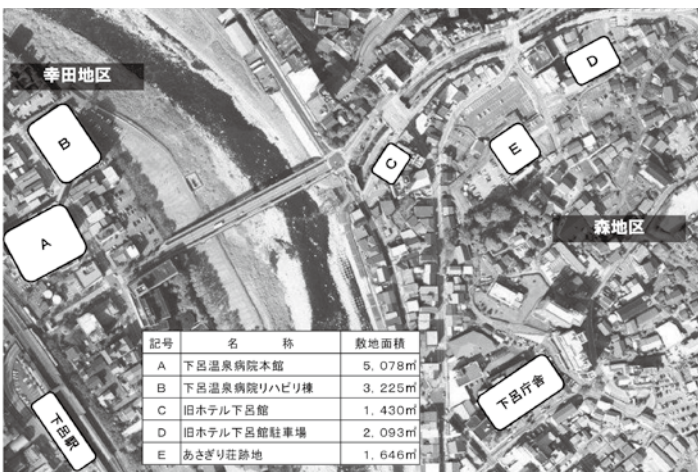 幸田地区
B
A
C
D
E
森地区
下呂駅
下呂庁舎
記号 名 称 敷地面積
A 下呂温泉病院本館 5,078㎡
B 下呂温泉病院リハビリ棟 3,225㎡
C 旧ホテル下呂館 1,430㎡
D 旧ホテル下呂館駐車場 2,093㎡
E あさぎり荘跡地 1,646㎡